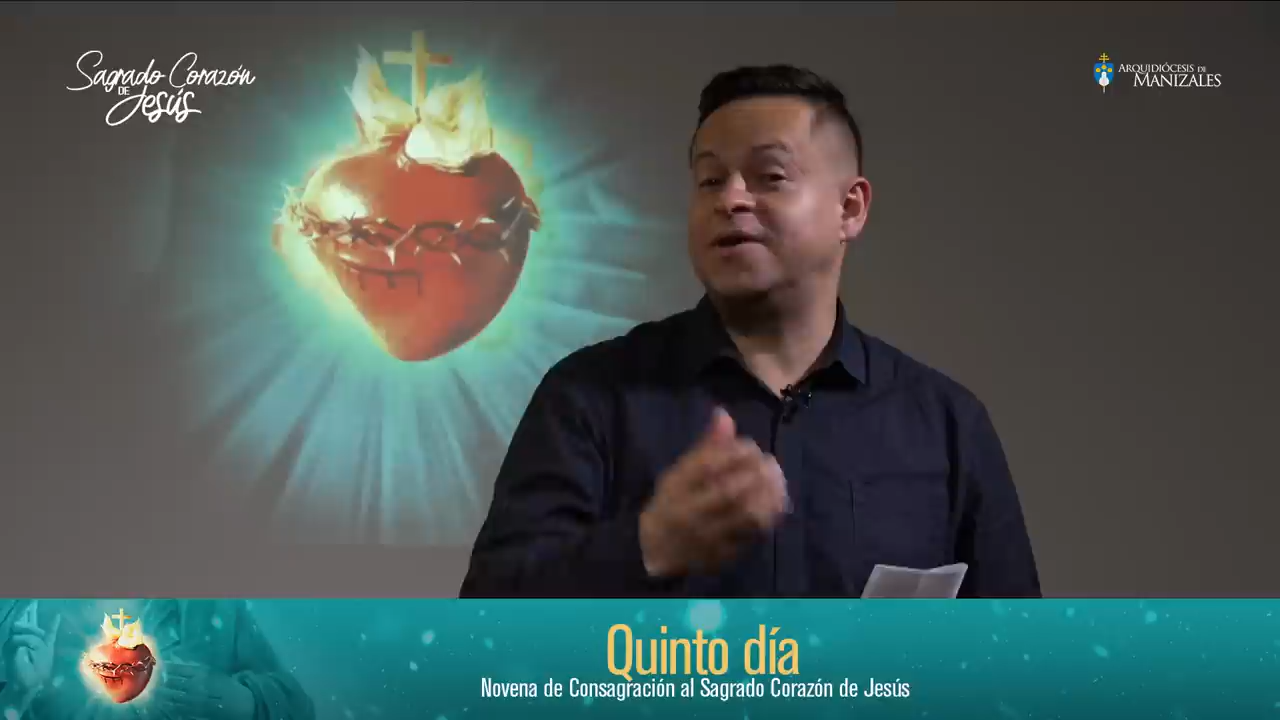 Sagrado Corazón
DE
Jesús
ARQUIDIÓCESIS DE
MANIZALES
Quinto día
Novena de Consagración al Sagrado Corazón de Jesús